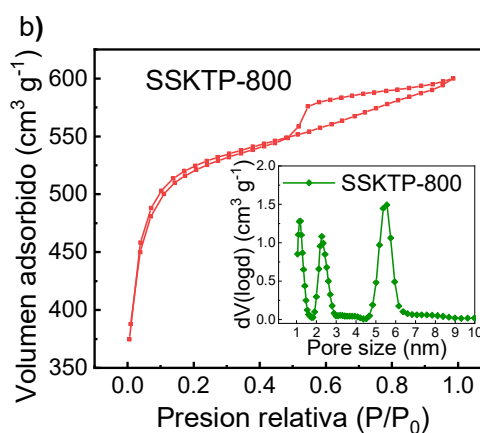 b)
SSKTP-800
Volumen adsorbido (cm³ g⁻¹)
600
550
500
450
400
350
0.0 0.2 0.4 0.6 0.8 1.0
Presion relativa (P/P₀)
SSKTP-800
dV(logd) (cm³ g⁻¹)
2.0
1.5
1.0
0.5
0.0
1 2 3 4 5 6 7 8 9 10
Pore size (nm)